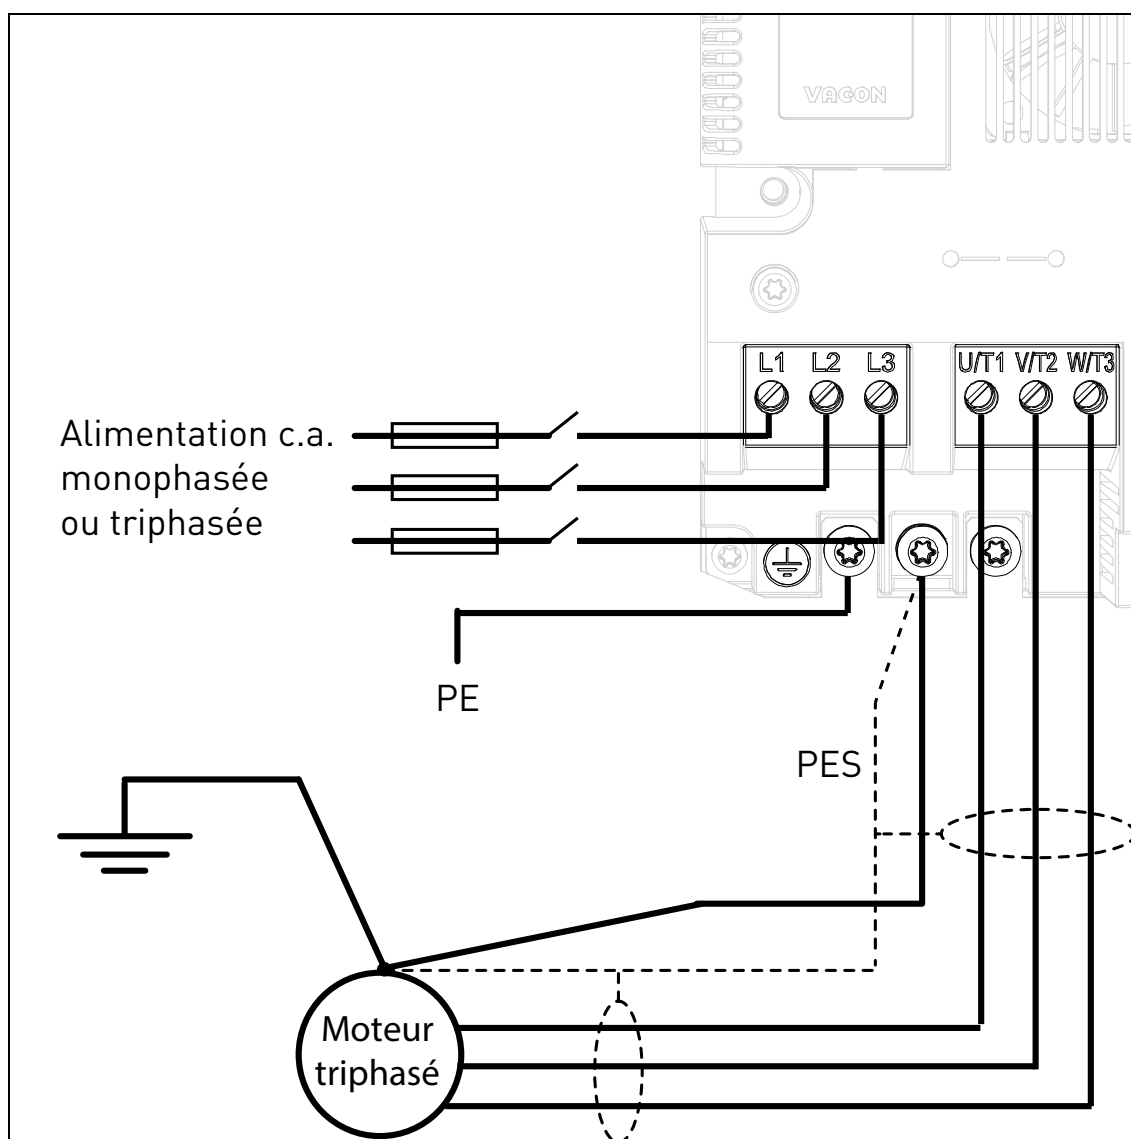 VACON
L1 L2 L3
U/T1 V/T2 W/T3
Alimentation c.a.
monophasée
ou triphasée
PE
PES
Moteur
triphasé